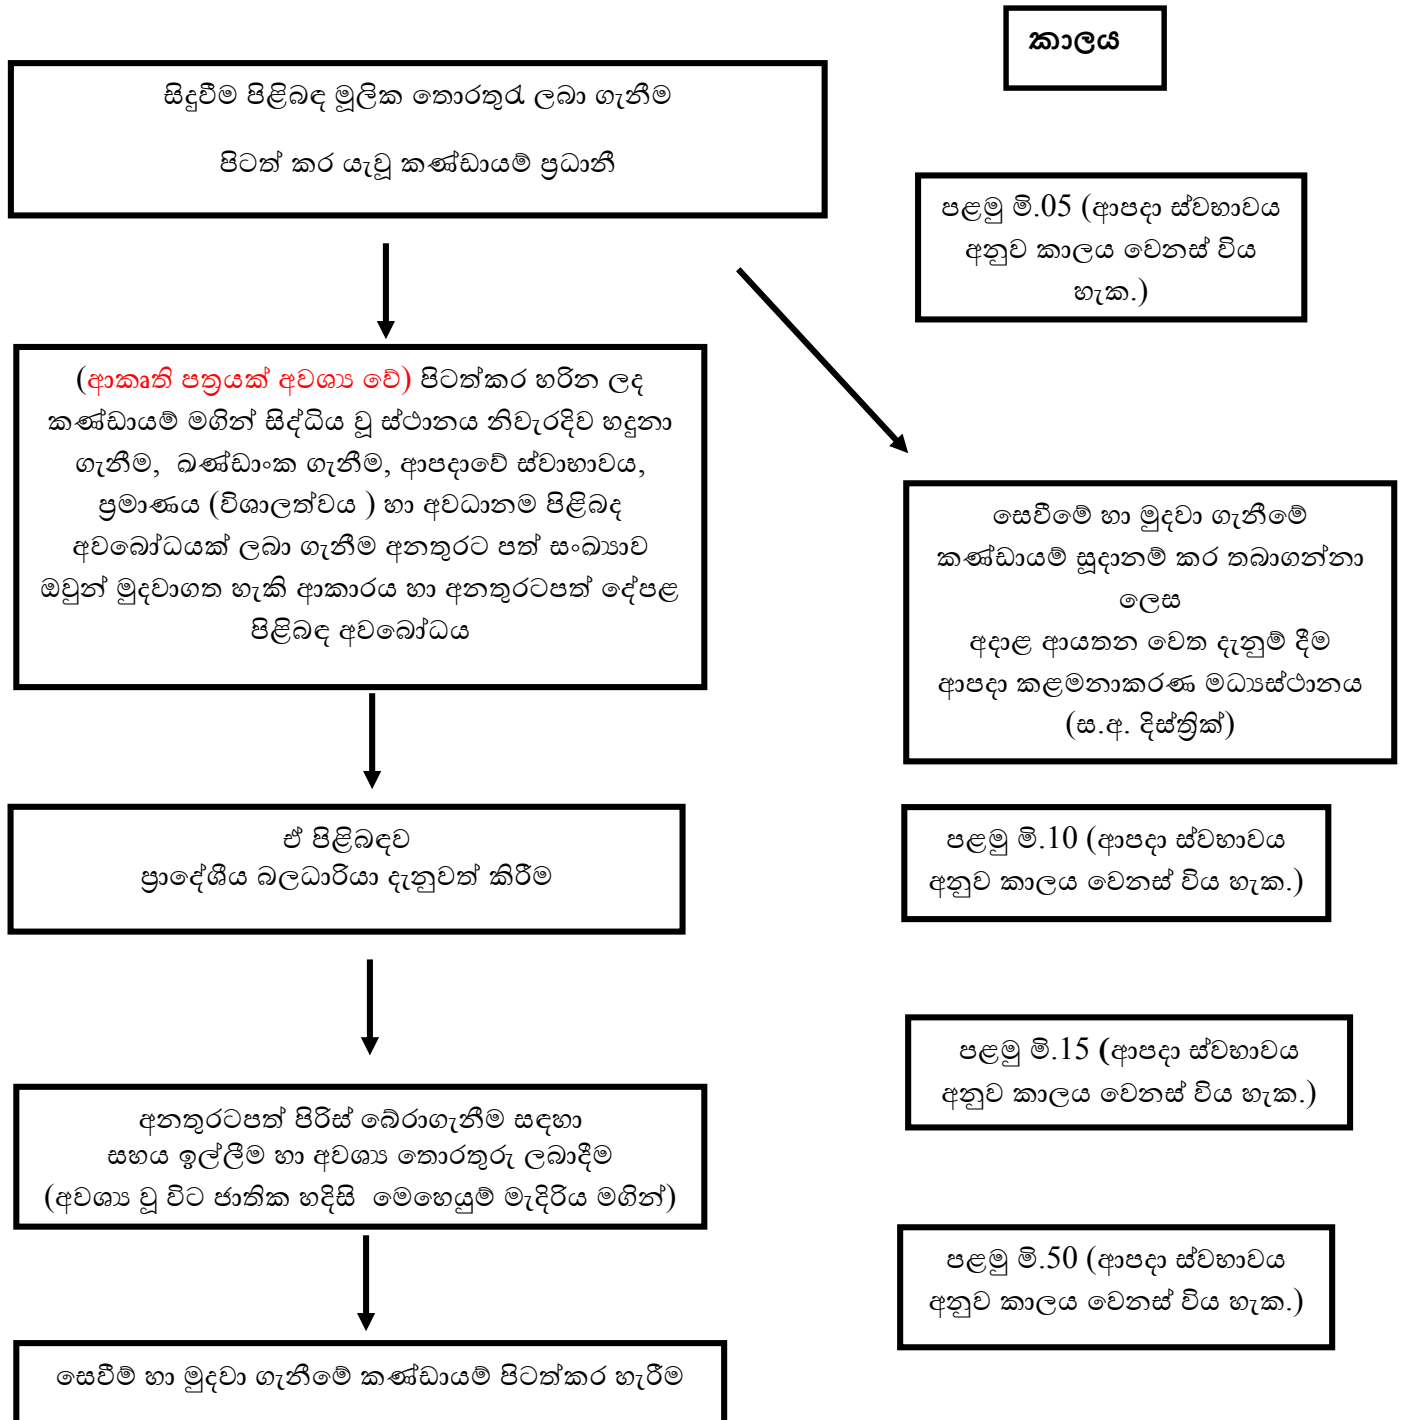 කාලය
සිදුවීම පිළිබඳ මූලික තොරතුරැ ලබා ගැනීම
පිටත් කර යැවූ කණ්ඩායම් ප්‍රධානී
පළමු මි.05 (ආපදා ස්වභාවය
අනුව කාලය වෙනස් විය
හැක.)
(ආකෘති පත්‍රයක් අවශ්‍ය වේ) පිටත්කර හරින ලද
කණ්ඩායම් මගින් සිද්ධිය වූ ස්ථානය නිවැරදිව හදුනා
ගැනීම, ඛණ්ඩාංක ගැනීම, ආපදාවේ ස්වාභාවය,
ප්‍රමාණය (විශාලත්වය ) හා අවධානම පිළිබද
අවබෝධයක් ලබා ගැනීම අනතුරට පත් සංඛ්‍යාව
ඔවුන් මුදවාගත හැකි ආකාරය හා අනතුරටපත් දේපළ
පිළිබඳ අවබෝධය
සෙවීමේ හා මුදවා ගැනීමේ
කණ්ඩායම් සූදානම් කර තබාගන්නා
ලෙස
අදාළ ආයතන වෙත දැනුම් දීම
ආපදා කළමනාකරණ මධ්‍යස්ථානය
(ස.අ. දිස්ත්‍රික්)
ඒ පිළිබඳව
ප්‍රාදේශීය බලධාරියා දැනුවත් කිරීම
පළමු මි.10 (ආපදා ස්වභාවය
අනුව කාලය වෙනස් විය හැක.)
පළමු මි.15 (ආපදා ස්වභාවය
අනුව කාලය වෙනස් විය හැක.)
අනතුරටපත් පිරිස් බේරාගැනීම සඳහා
සහය ඉල්ලීම හා අවශ්‍ය තොරතුරු ලබාදීම
(අවශ්‍ය වූ විට ජාතික හදිසි මෙහෙයුම් මැදිරිය මගින්)
පළමු මි.50 (ආපදා ස්වභාවය
අනුව කාලය වෙනස් විය හැක.)
සෙවීම් හා මුදවා ගැනීමේ කණ්ඩායම් පිටත්කර හැරීම